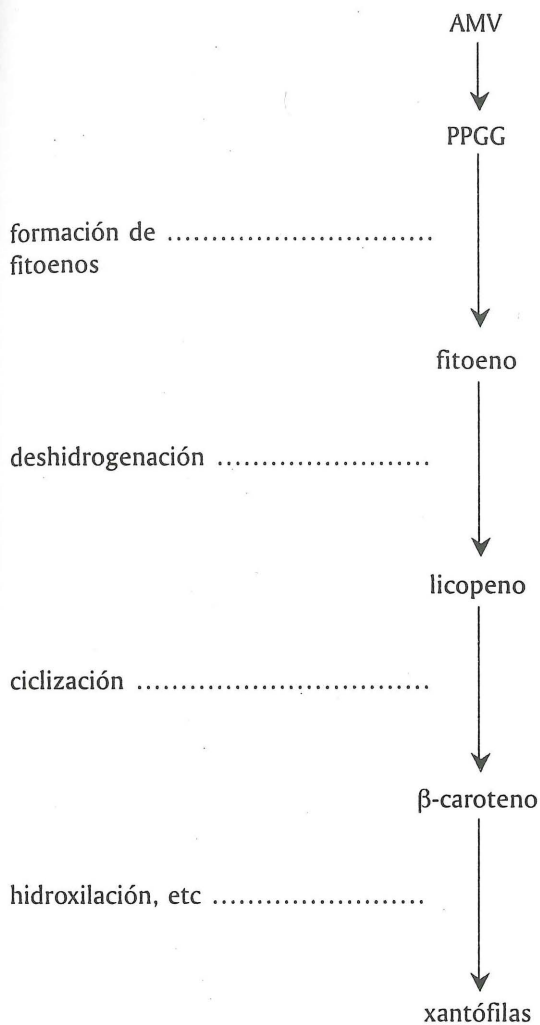 AMV
PPGG
formación de ..............................
fitoenos
fitoeno
deshidrogenación ........................
licopeno
ciclización .................................
β-caroteno
hidroxilación, etc ........................
xantófilas